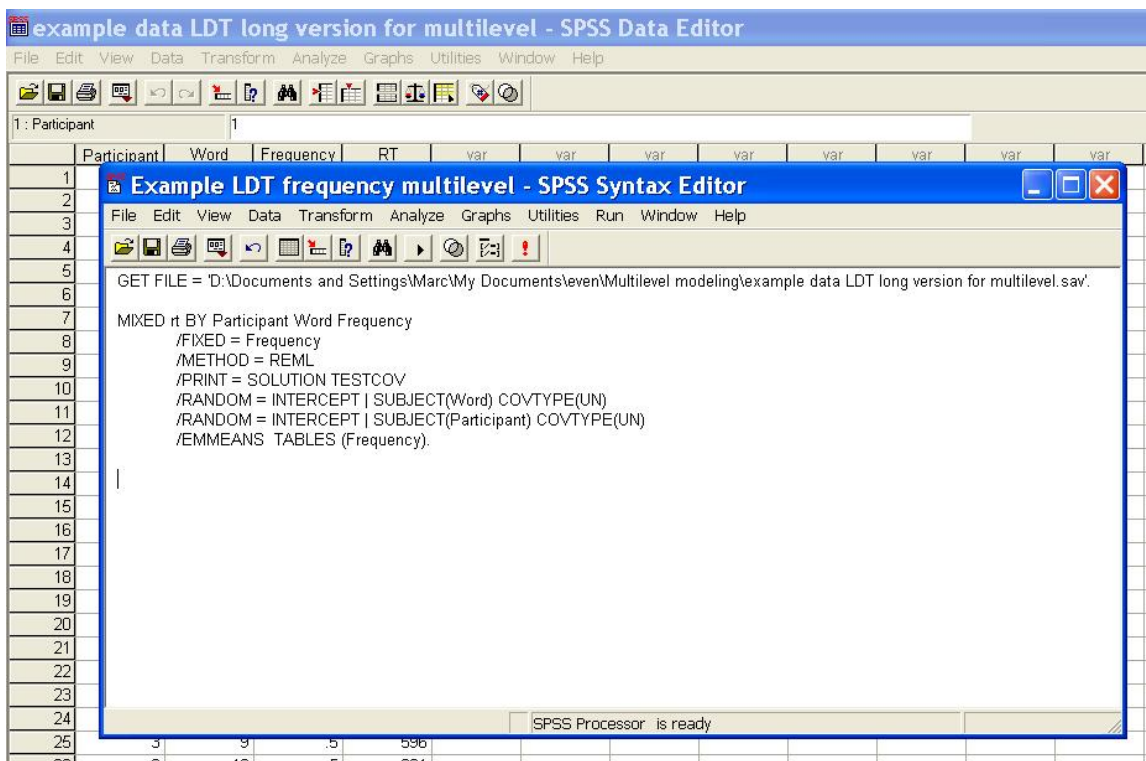 example data LDT long version for multilevel - SPSS Data Editor
File Edit View Data Transform Analyze Graphs Utilities Window Help
1 : Participant 1
Participant Word Frequency RT var var var var var var var var
1
2
3
4
5
6
7
8
9
10
11
12
13
14
15
16
17
18
19
20
21
22
23
24
25 3 9 .5 596
Example LDT frequency multilevel - SPSS Syntax Editor
File Edit View Data Transform Analyze Graphs Utilities Run Window Help
GET FILE = 'D:\Documents and Settings\Marc\My Documents\even\Multilevel modeling\example data LDT long version for multilevel.sav'.
MIXED rt BY Participant Word Frequency
/FIXED = Frequency
/METHOD = REML
/PRINT = SOLUTION TESTCOV
/RANDOM = INTERCEPT | SUBJECT(Word) COVTYPE(UN)
/RANDOM = INTERCEPT | SUBJECT(Participant) COVTYPE(UN)
/EMMEANS TABLES (Frequency).
SPSS Processor is ready